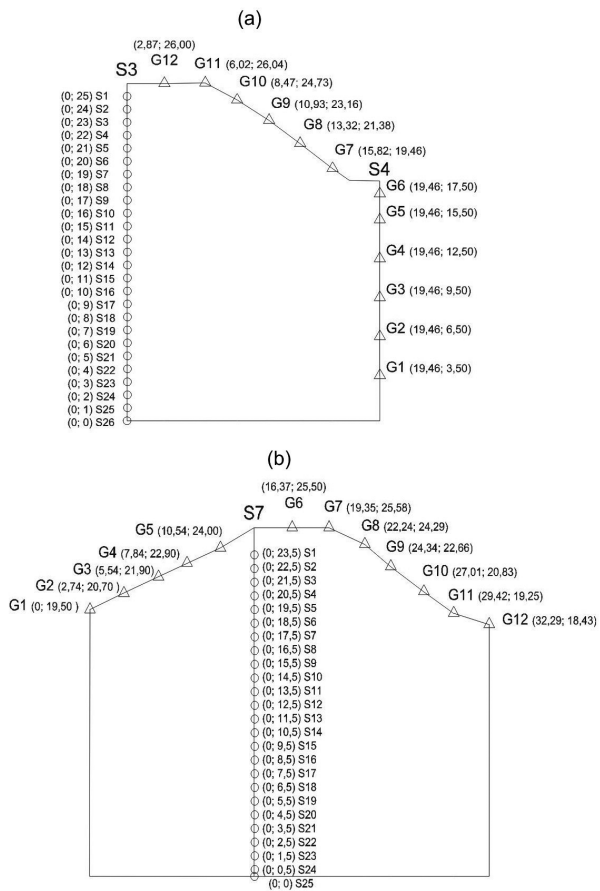 (a)
(2,87; 26,00)
S3 G12 G11 (6,02; 26,04)
G10 (8,47; 24,73)
G9 (10,93; 23,16)
G8 (13,32; 21,38)
G7 (15,82; 19,46)
S4
G6 (19,46; 17,50)
G5 (19,46; 15,50)
G4 (19,46; 12,50)
G3 (19,46; 9,50)
G2 (19,46; 6,50)
G1 (19,46; 3,50)
(0; 25) S1
(0; 24) S2
(0; 23) S3
(0; 22) S4
(0; 21) S5
(0; 20) S6
(0; 19) S7
(0; 18) S8
(0; 17) S9
(0; 16) S10
(0; 15) S11
(0; 14) S12
(0; 13) S13
(0; 12) S14
(0; 11) S15
(0; 10) S16
(0; 9) S17
(0; 8) S18
(0; 7) S19
(0; 6) S20
(0; 5) S21
(0; 4) S22
(0; 3) S23
(0; 2) S24
(0; 1) S25
(0; 0) S26
(b)
(16,37; 25,50)
S7 G6 G7 (19,35; 25,58)
G5 (10,54; 24,00)
G8 (22,24; 24,29)
G4 (7,84; 22,90)
G9 (24,34; 22,66)
G3 (5,54; 21,90)
G10 (27,01; 20,83)
G2 (2,74; 20,70)
G11 (29,42; 19,25)
G1 (0; 19,50)
G12 (32,29; 18,43)
(0; 23,5) S1
(0; 22,5) S2
(0; 21,5) S3
(0; 20,5) S4
(0; 19,5) S5
(0; 18,5) S6
(0; 17,5) S7
(0; 16,5) S8
(0; 15,5) S9
(0; 14,5) S10
(0; 13,5) S11
(0; 12,5) S12
(0; 11,5) S13
(0; 10,5) S14
(0; 9,5) S15
(0; 8,5) S16
(0; 7,5) S17
(0; 6,5) S18
(0; 5,5) S19
(0; 4,5) S20
(0; 3,5) S21
(0; 2,5) S22
(0; 1,5) S23
(0; 0,5) S24
(0; 0) S25